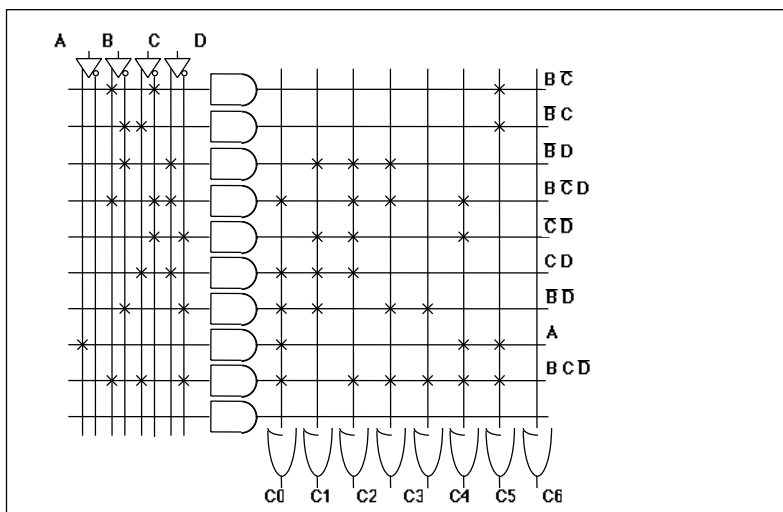 A B C D
B C̅
B̅ C
B̅ D
B C̅ D
C̅ D̅
C D
B̅ D̅
A
B C D̅
C0 C1 C2 C3 C4 C5 C6